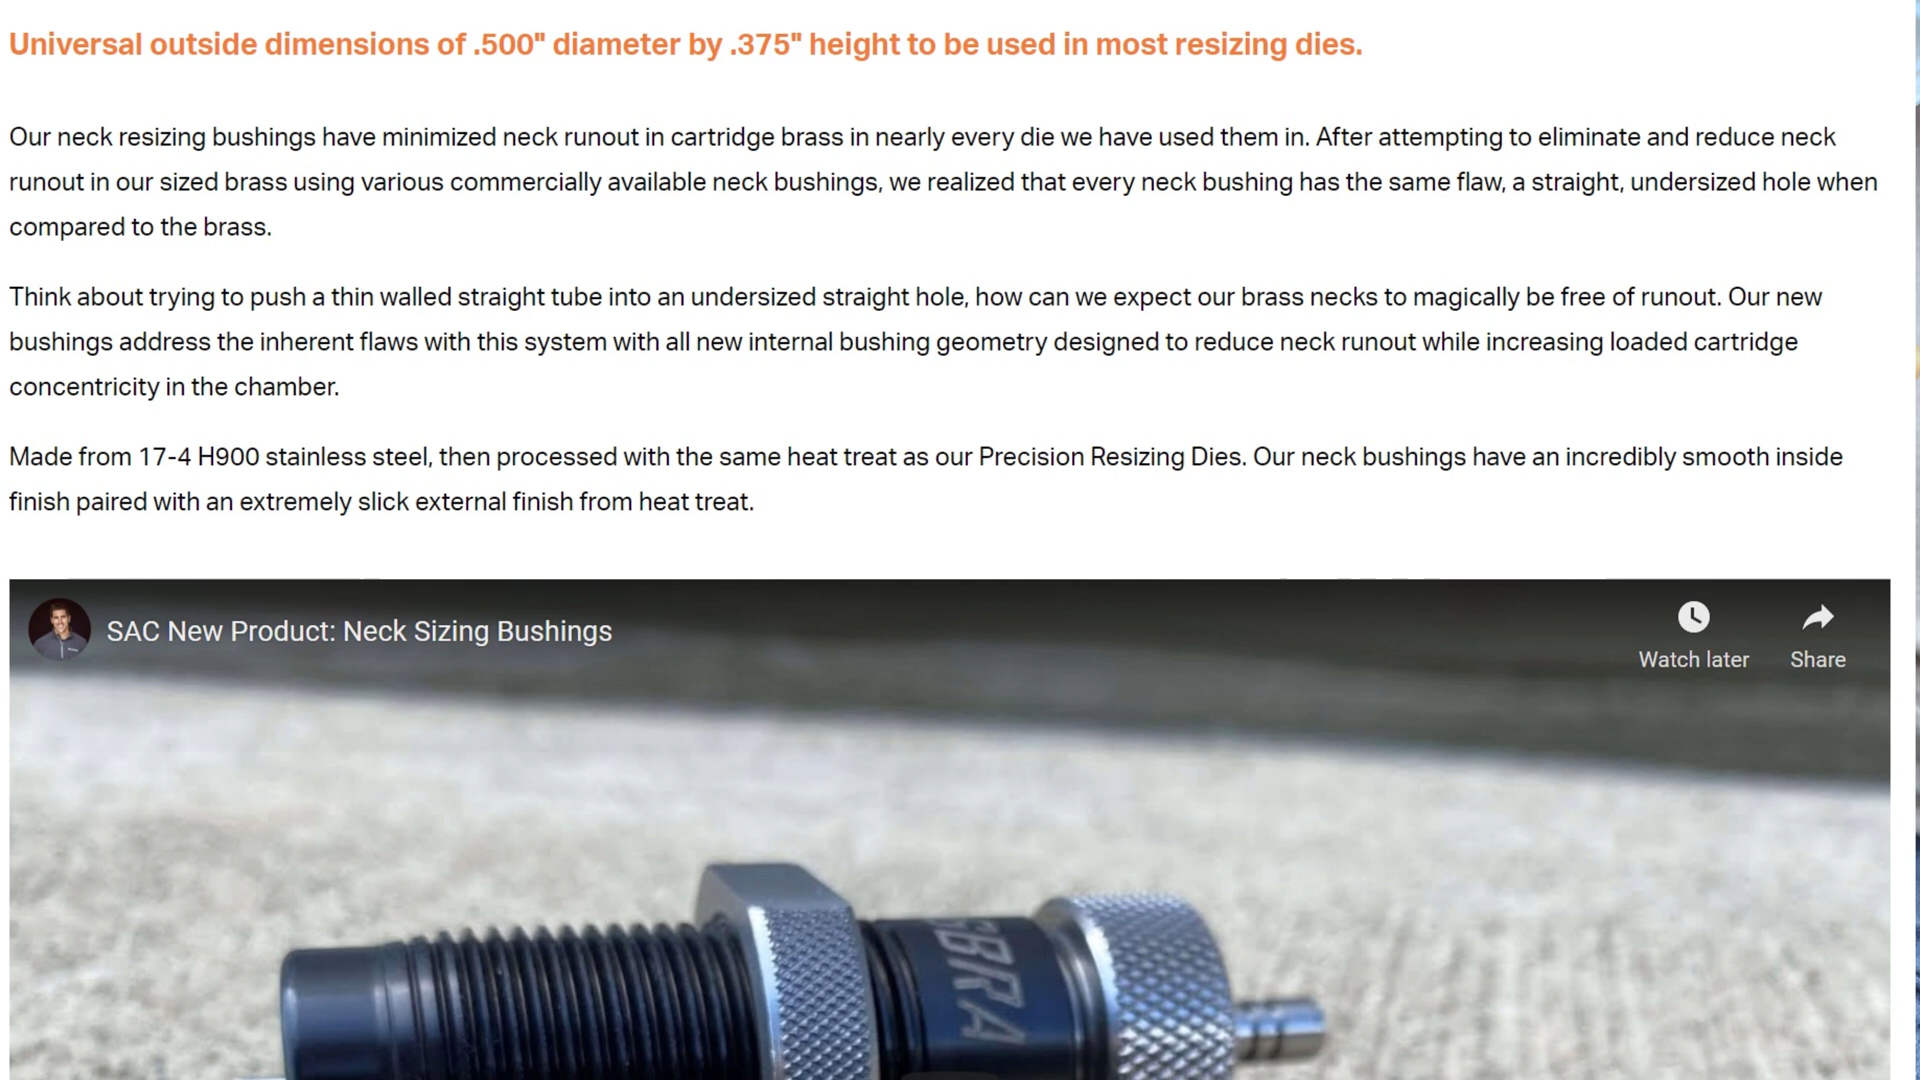 Universal outside dimensions of .500" diameter by .375" height to be used in most resizing dies.
Our neck resizing bushings have minimized neck runout in cartridge brass in nearly every die we have used them in. After attempting to eliminate and reduce neck
runout in our sized brass using various commercially available neck bushings, we realized that every neck bushing has the same flaw, a straight, undersized hole when
compared to the brass.
Think about trying to push a thin walled straight tube into an undersized straight hole, how can we expect our brass necks to magically be free of runout. Our new
bushings address the inherent flaws with this system with all new internal bushing geometry designed to reduce neck runout while increasing loaded cartridge
concentricity in the chamber.
Made from 17-4 H900 stainless steel, then processed with the same heat treat as our Precision Resizing Dies. Our neck bushings have an incredibly smooth inside
finish paired with an extremely slick external finish from heat treat.
SAC New Product: Neck Sizing Bushings
Watch later
Share
BRA